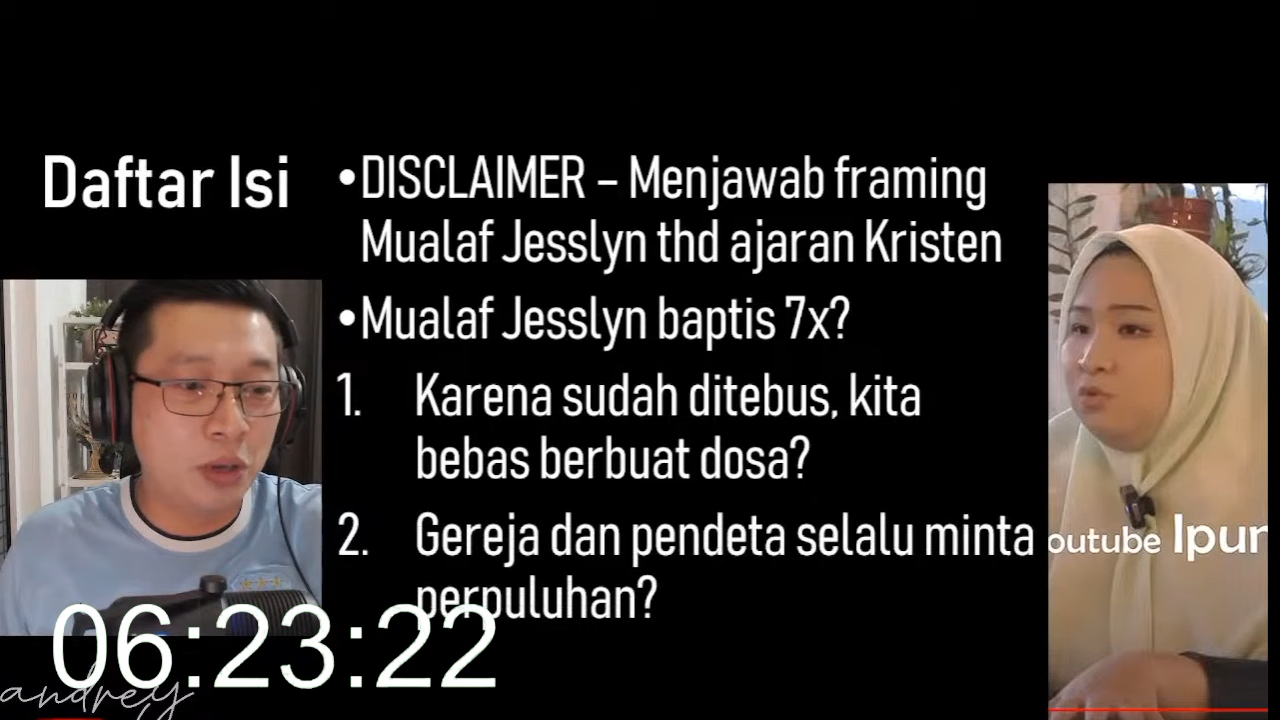 Daftar Isi
•DISCLAIMER – Menjawab framing
Mualaf Jesslyn thd ajaran Kristen
•Mualaf Jesslyn baptis 7x?
1. Karena sudah ditebus, kita
bebas berbuat dosa?
2. Gereja dan pendeta selalu minta
perpuluhan?
outube Ipur
06:23:22
andrey